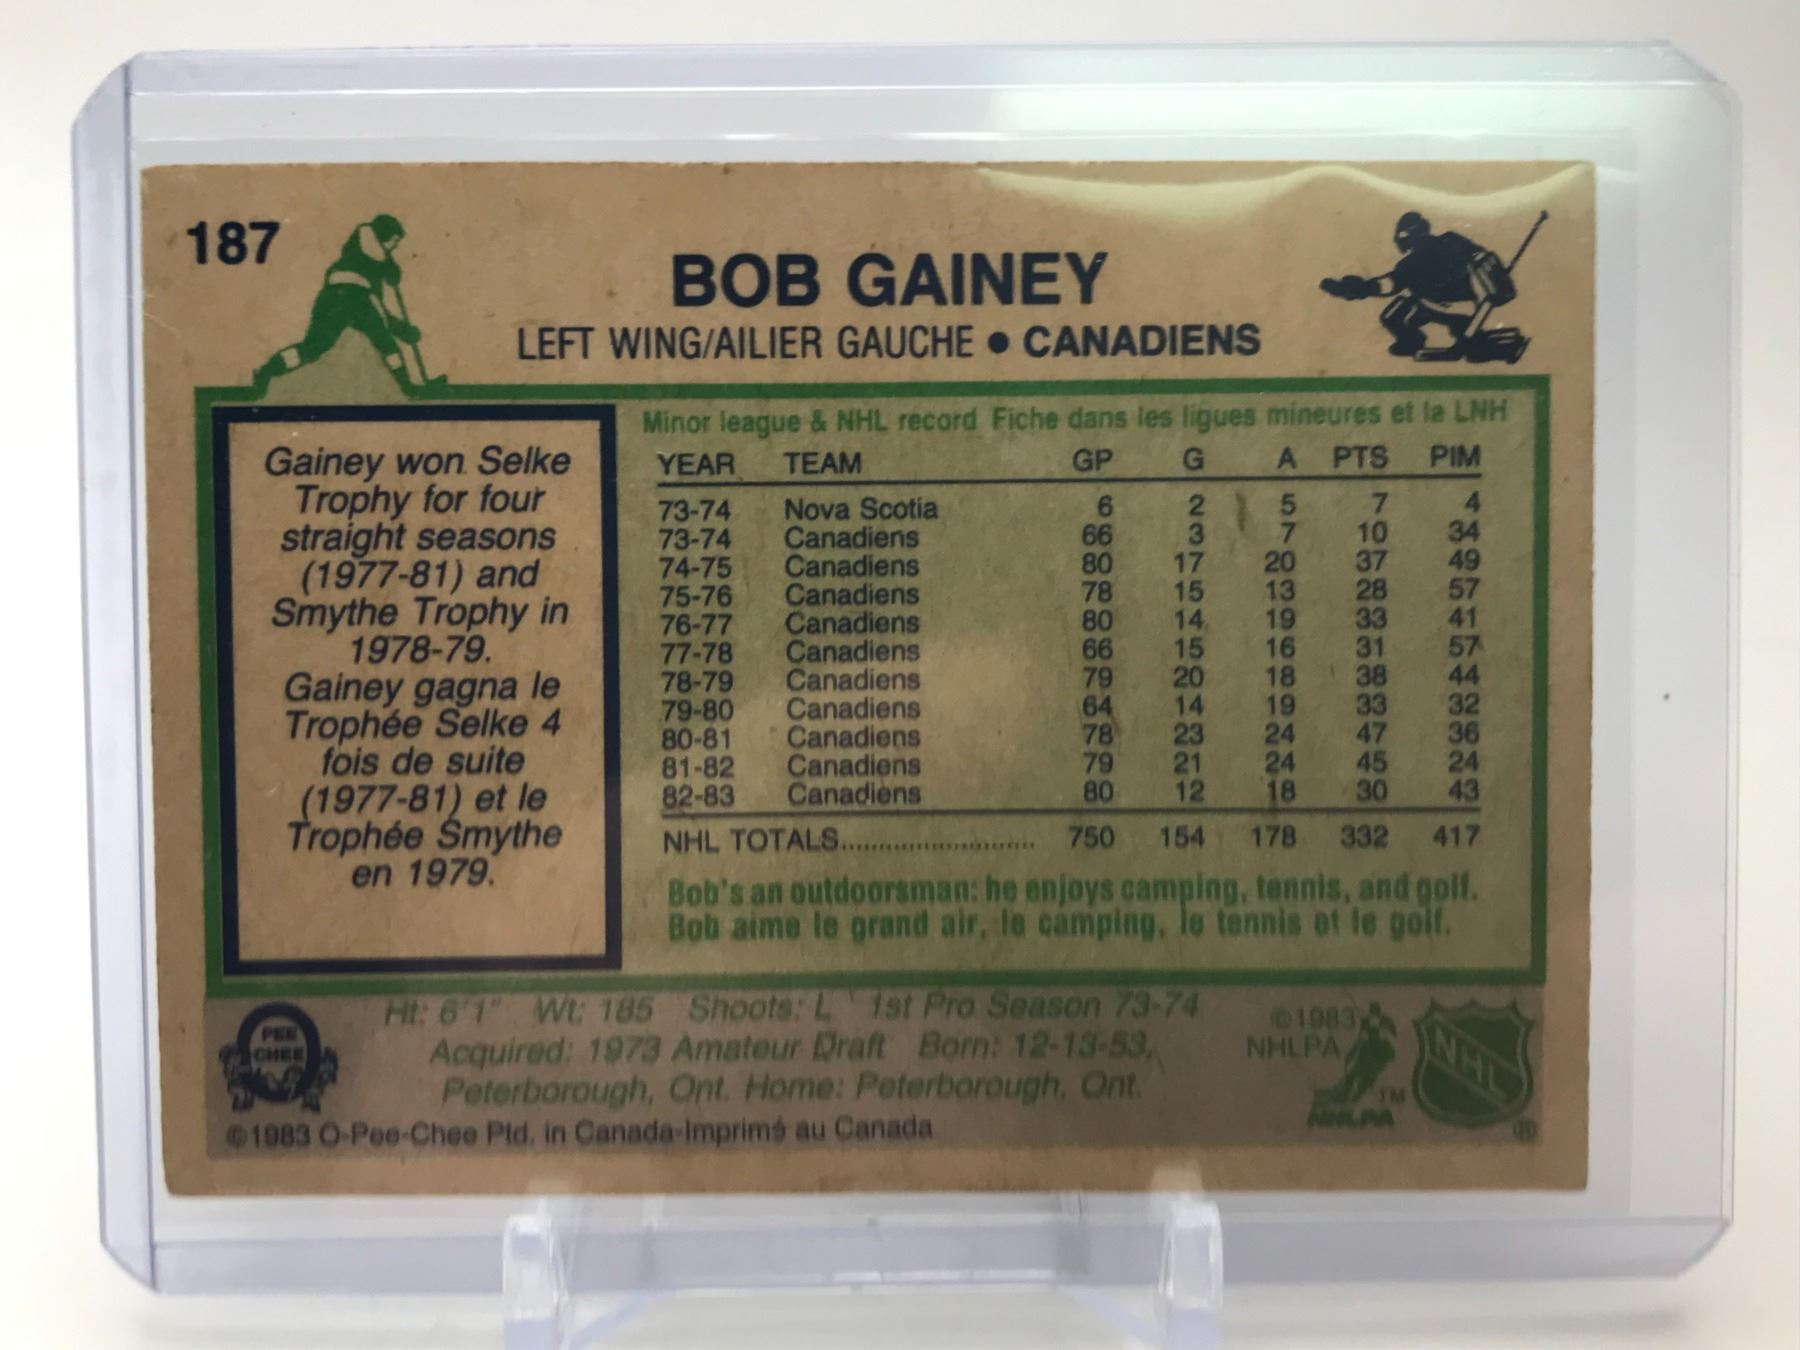 187
BOB GAINEY
LEFT WING/AILIER GAUCHE • CANADIENS
Gainey won Selke
Trophy for four
straight seasons
(1977-81) and
Smythe Trophy in
1978-79.
Gainey gagna le
Trophée Selke 4
fois de suite
(1977-81) et le
Trophée Smythe
en 1979.
Minor league & NHL record Fiche dans les ligues mineures et la LNH
YEAR TEAM GP G A PTS PIM
73-74 Nova Scotia 6 2 5 7 4
73-74 Canadiens 66 3 7 10 34
74-75 Canadiens 80 17 20 37 49
75-76 Canadiens 78 15 13 28 57
76-77 Canadiens 80 14 19 33 41
77-78 Canadiens 66 15 16 31 57
78-79 Canadiens 79 20 18 38 44
79-80 Canadiens 64 14 19 33 32
80-81 Canadiens 78 23 24 47 36
81-82 Canadiens 79 21 24 45 24
82-83 Canadiens 80 12 18 30 43
NHL TOTALS........................... 750 154 178 332 417
Bob's an outdoorsman: he enjoys camping, tennis, and golf.
Bob aime le grand air, le camping, le tennis et le golf.
PEE
CHEE
Ht: 6'1" Wt: 185 Shoots: L 1st Pro Season 73-74
Acquired: 1973 Amateur Draft Born: 12-13-53,
Peterborough, Ont. Home: Peterborough, Ont.
©1983 O-Pee-Chee Ptd. in Canada-Imprimé au Canada
©1983
NHLPA
NHLPA
TM
NHL
®